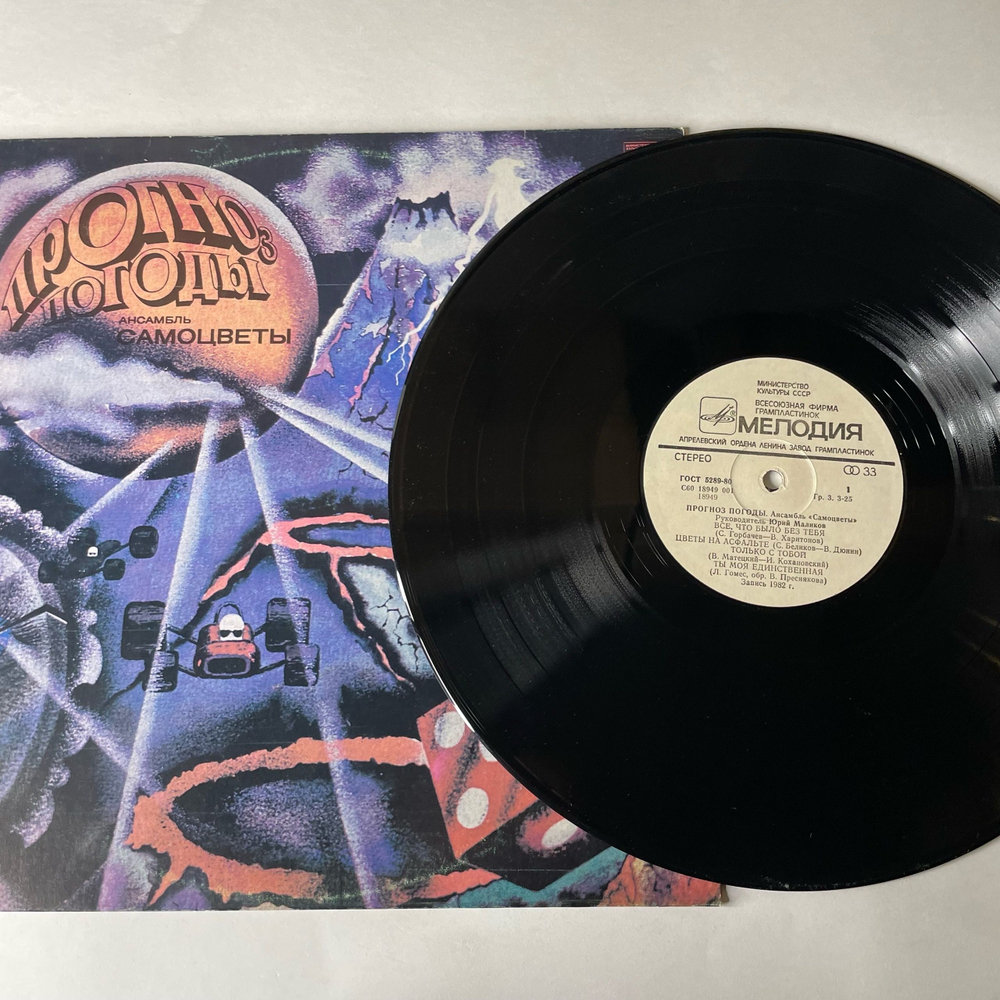 ПРОГНОЗ
ПОГОДЫ
АНСАМБЛЬ
САМОЦВЕТЫ
МИНИСТЕРСТВО
КУЛЬТУРЫ СССР
ВСЕСОЮЗНАЯ ФИРМА
ГРАМПЛАСТИНОК
® МЕЛОДИЯ
АПРЕЛЕВСКИЙ ОРДЕНА ЛЕНИНА ЗАВОД ГРАМПЛАСТИНОК
СТЕРЕО 33
ГОСТ 5289-80 1
С60 18949 001 Гр. 3. 3-25
18949
ПРОГНОЗ ПОГОДЫ. Ансамбль «Самоцветы»
Руководитель Юрий Маликов
ВСЕ, ЧТО БЫЛО БЕЗ ТЕБЯ
(С. Горбачев—В. Харитонов)
ЦВЕТЫ НА АСФАЛЬТЕ (С. Беликов—В. Дюнин)
ТОЛЬКО С ТОБОЙ
(В. Матецкий—И. Кохановский)
ТЫ МОЯ ЕДИНСТВЕННАЯ
(Л. Гомес, обр. В. Преснякова)
Запись 1982 г.